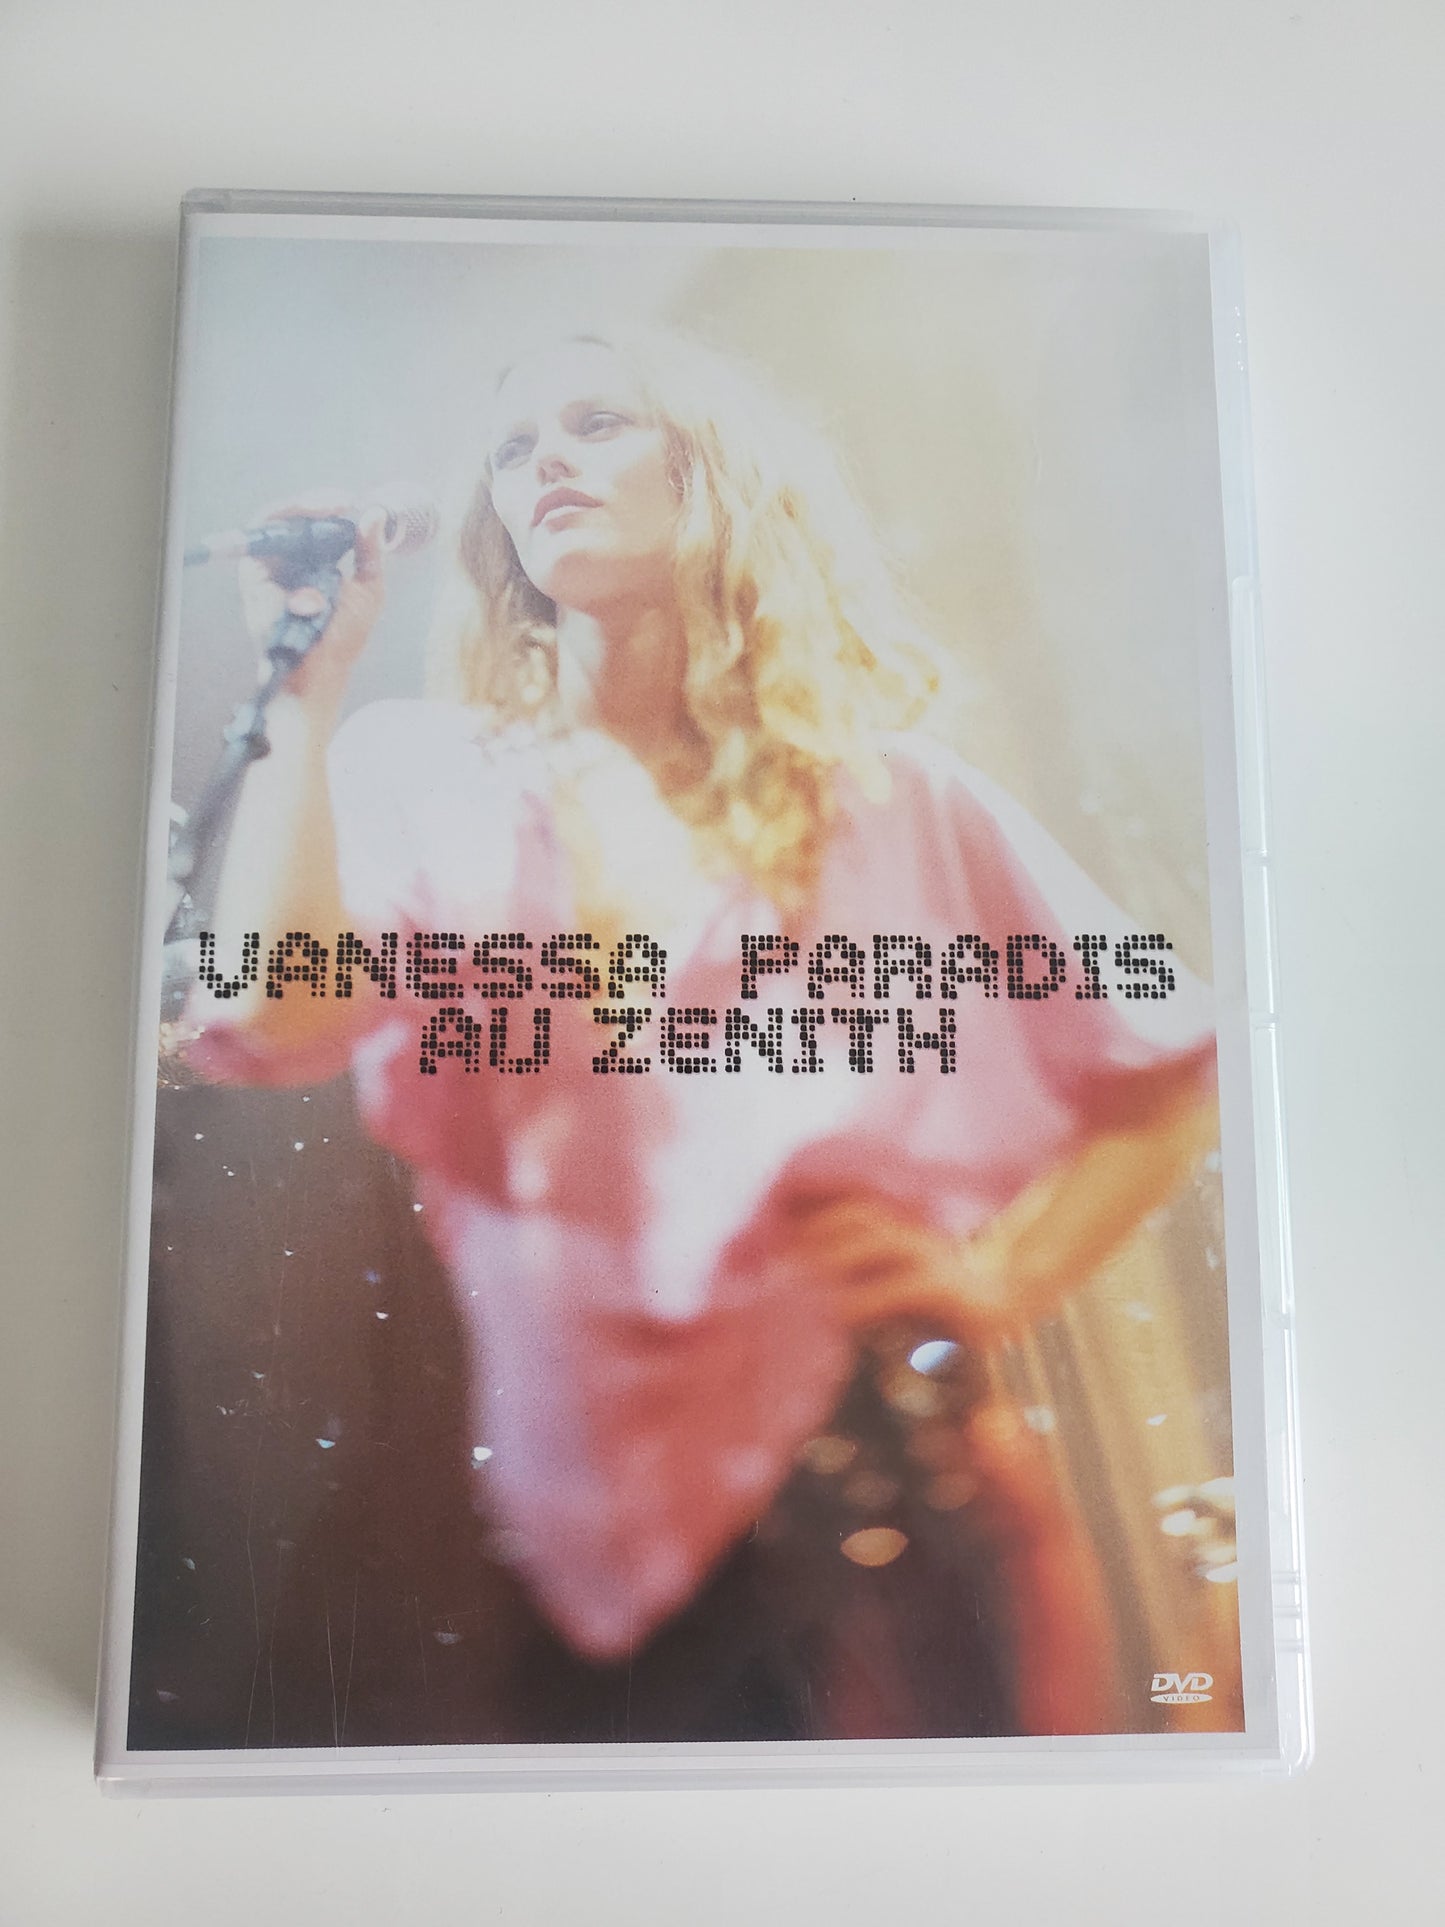 VANESSA PARADIS
AU ZENITH
DVD
VIDEO